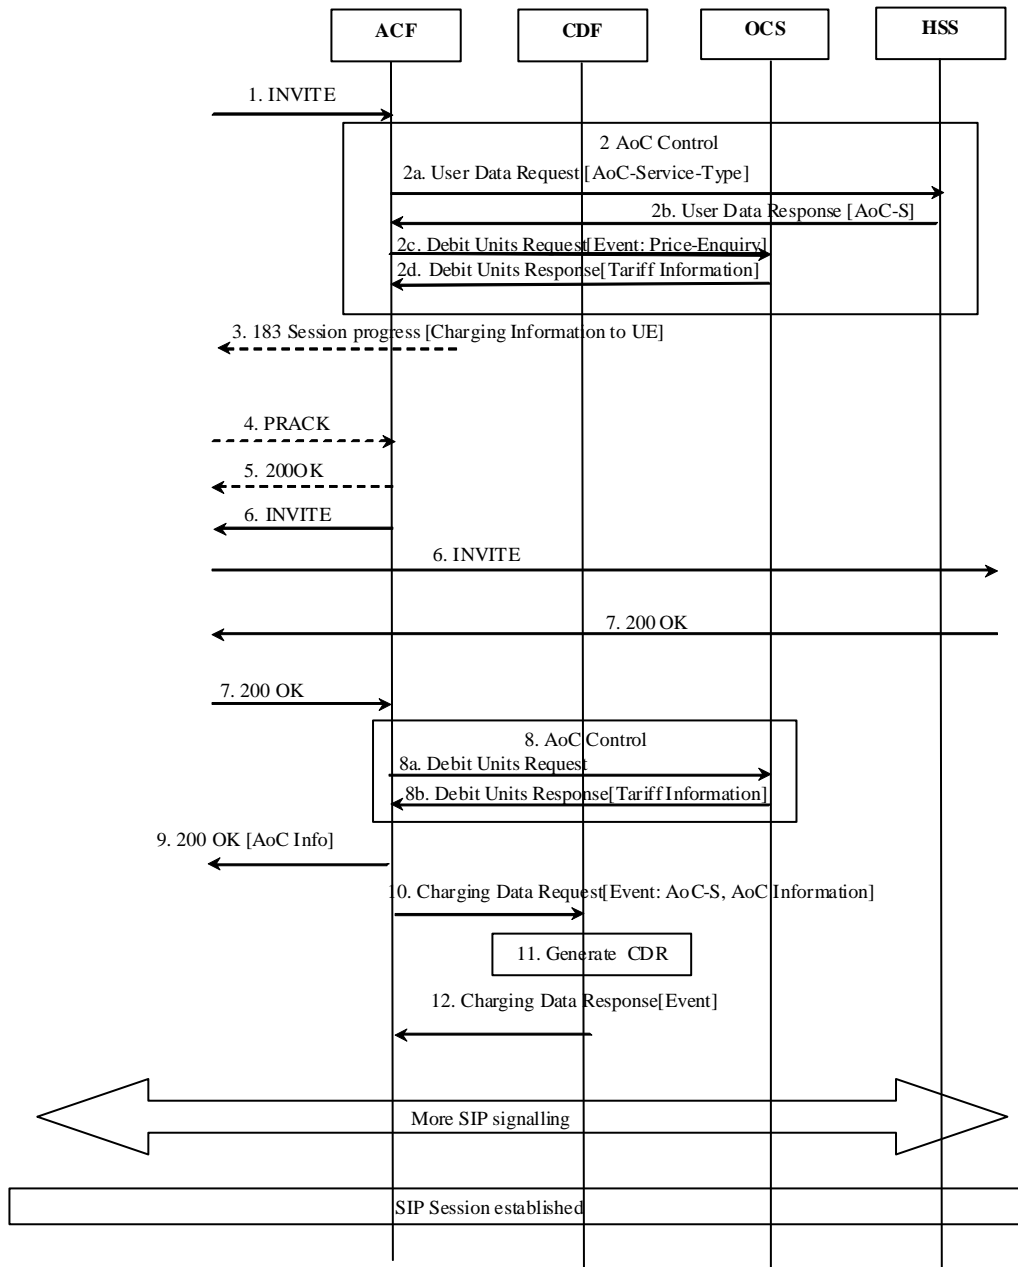 ACF
CDF
OCS
HSS
1. INVITE
2 AoC Control
2a. User Data Request [AoC-Service-Type]
2b. User Data Response [AoC-S]
2c. Debit Units Request[Event: Price-Enquiry]
2d. Debit Units Response[Tariff Information]
3. 183 Session progress [Charging Information to UE]
4. PRACK
5. 200OK
6. INVITE
6. INVITE
7. 200 OK
7. 200 OK
8. AoC Control
8a. Debit Units Request
8b. Debit Units Response[Tariff Information]
9. 200 OK [AoC Info]
10. Charging Data Request[Event: AoC-S, AoC Information]
11. Generate CDR
12. Charging Data Response[Event]
More SIP signalling
SIP Session established